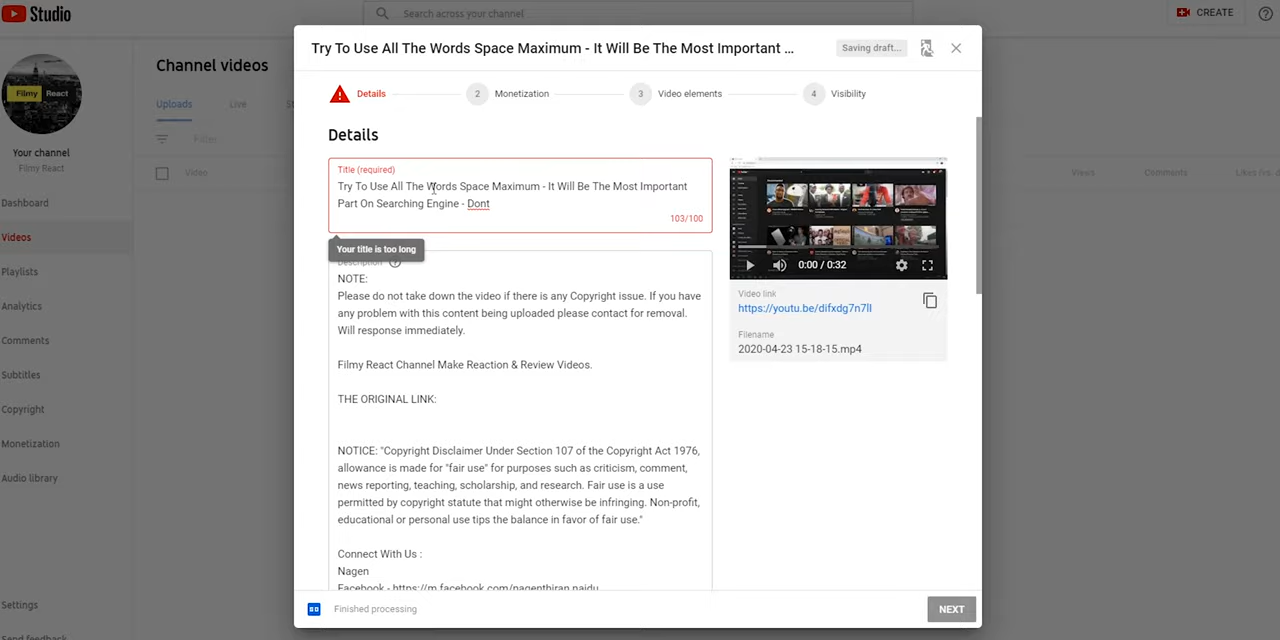 Studio
Search across your channel
CREATE
Try To Use All The Words Space Maximum - It Will Be The Most Important ...
Saving draft...
Filmy React
Channel videos
Details
2
Monetization
3
Video elements
4
Visibility
Uploads
Live
St
Details
Filter
Your channel
Filmy React
Title (required)
Try To Use All The Words Space Maximum - It Will Be The Most Important
Part On Searching Engine - Dont
103/100
Video
Views
Comments
Likes (vs. d
Dashboard
Videos
Playlists
Analytics
Comments
Subtitles
Copyright
Monetization
Audio library
Settings
Send feedback
Your title is too long
Description
NOTE:
Please do not take down the video if there is any Copyright issue. If you have
any problem with this content being uploaded please contact for removal.
Will response immediately.
Filmy React Channel Make Reaction & Review Videos.
THE ORIGINAL LINK:
NOTICE: "Copyright Disclaimer Under Section 107 of the Copyright Act 1976,
allowance is made for "fair use" for purposes such as criticism, comment,
news reporting, teaching, scholarship, and research. Fair use is a use
permitted by copyright statute that might otherwise be infringing. Non-profit,
educational or personal use tips the balance in favor of fair use."
Connect With Us :
Nagen
Facebook - https://m.facebook.com/nagenthiran.naidu
0:00 / 0:32
Video link
Filename
2020-04-23 15-18-15.mp4
SD
Finished processing
NEXT